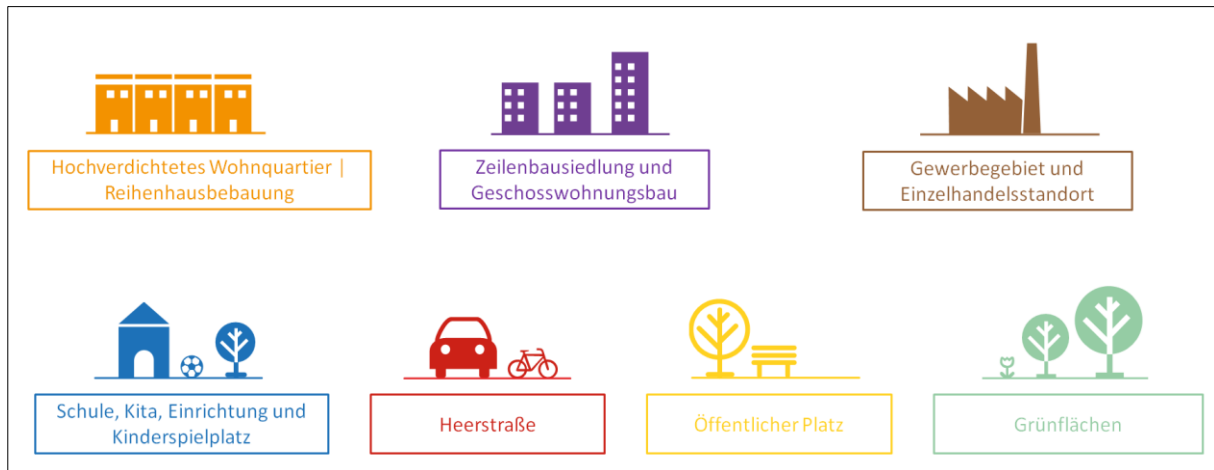 Hochverdichtetes Wohnquartier |
Reihenhausbebauung
Zeilenbausiedlung und
Geschosswohnungsbau
Gewerbegebiet und
Einzelhandelsstandort
Schule, Kita, Einrichtung und
Kinderspielplatz
Heerstraße
Öffentlicher Platz
Grünflächen